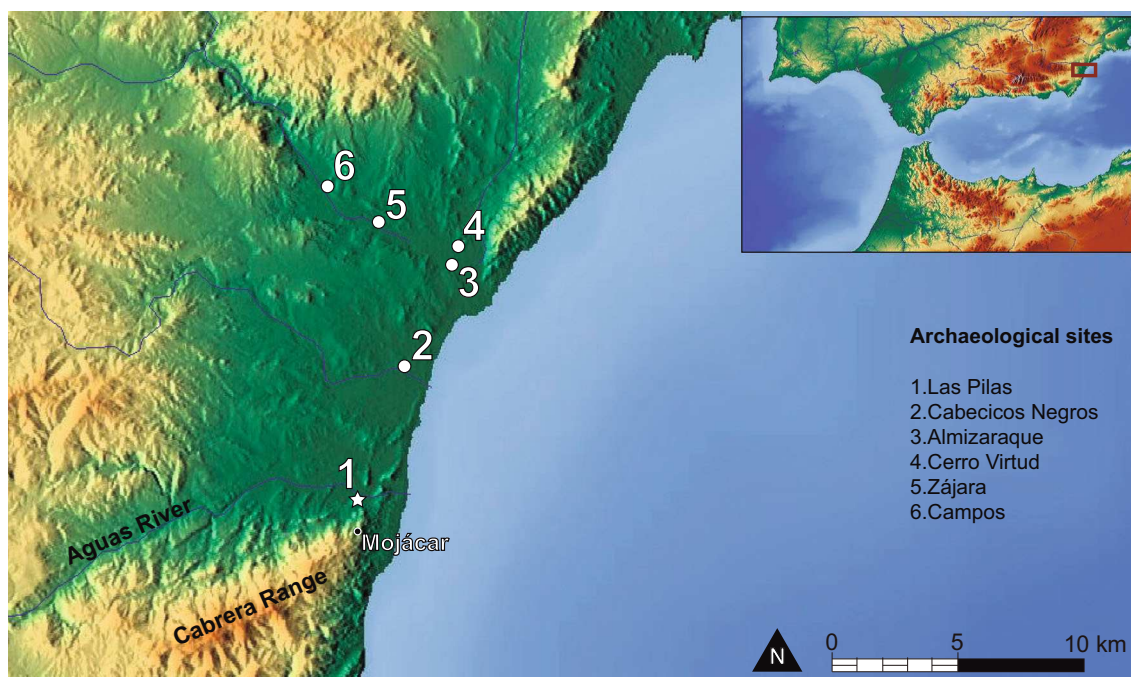 6
5
4
3
2
1
Aguas River
Mojácar
Cabrera Range
Archaeological sites
1.Las Pilas
2.Cabecicos Negros
3.Almizaraque
4.Cerro Virtud
5.Zájara
6.Campos
N
0 5 10 km